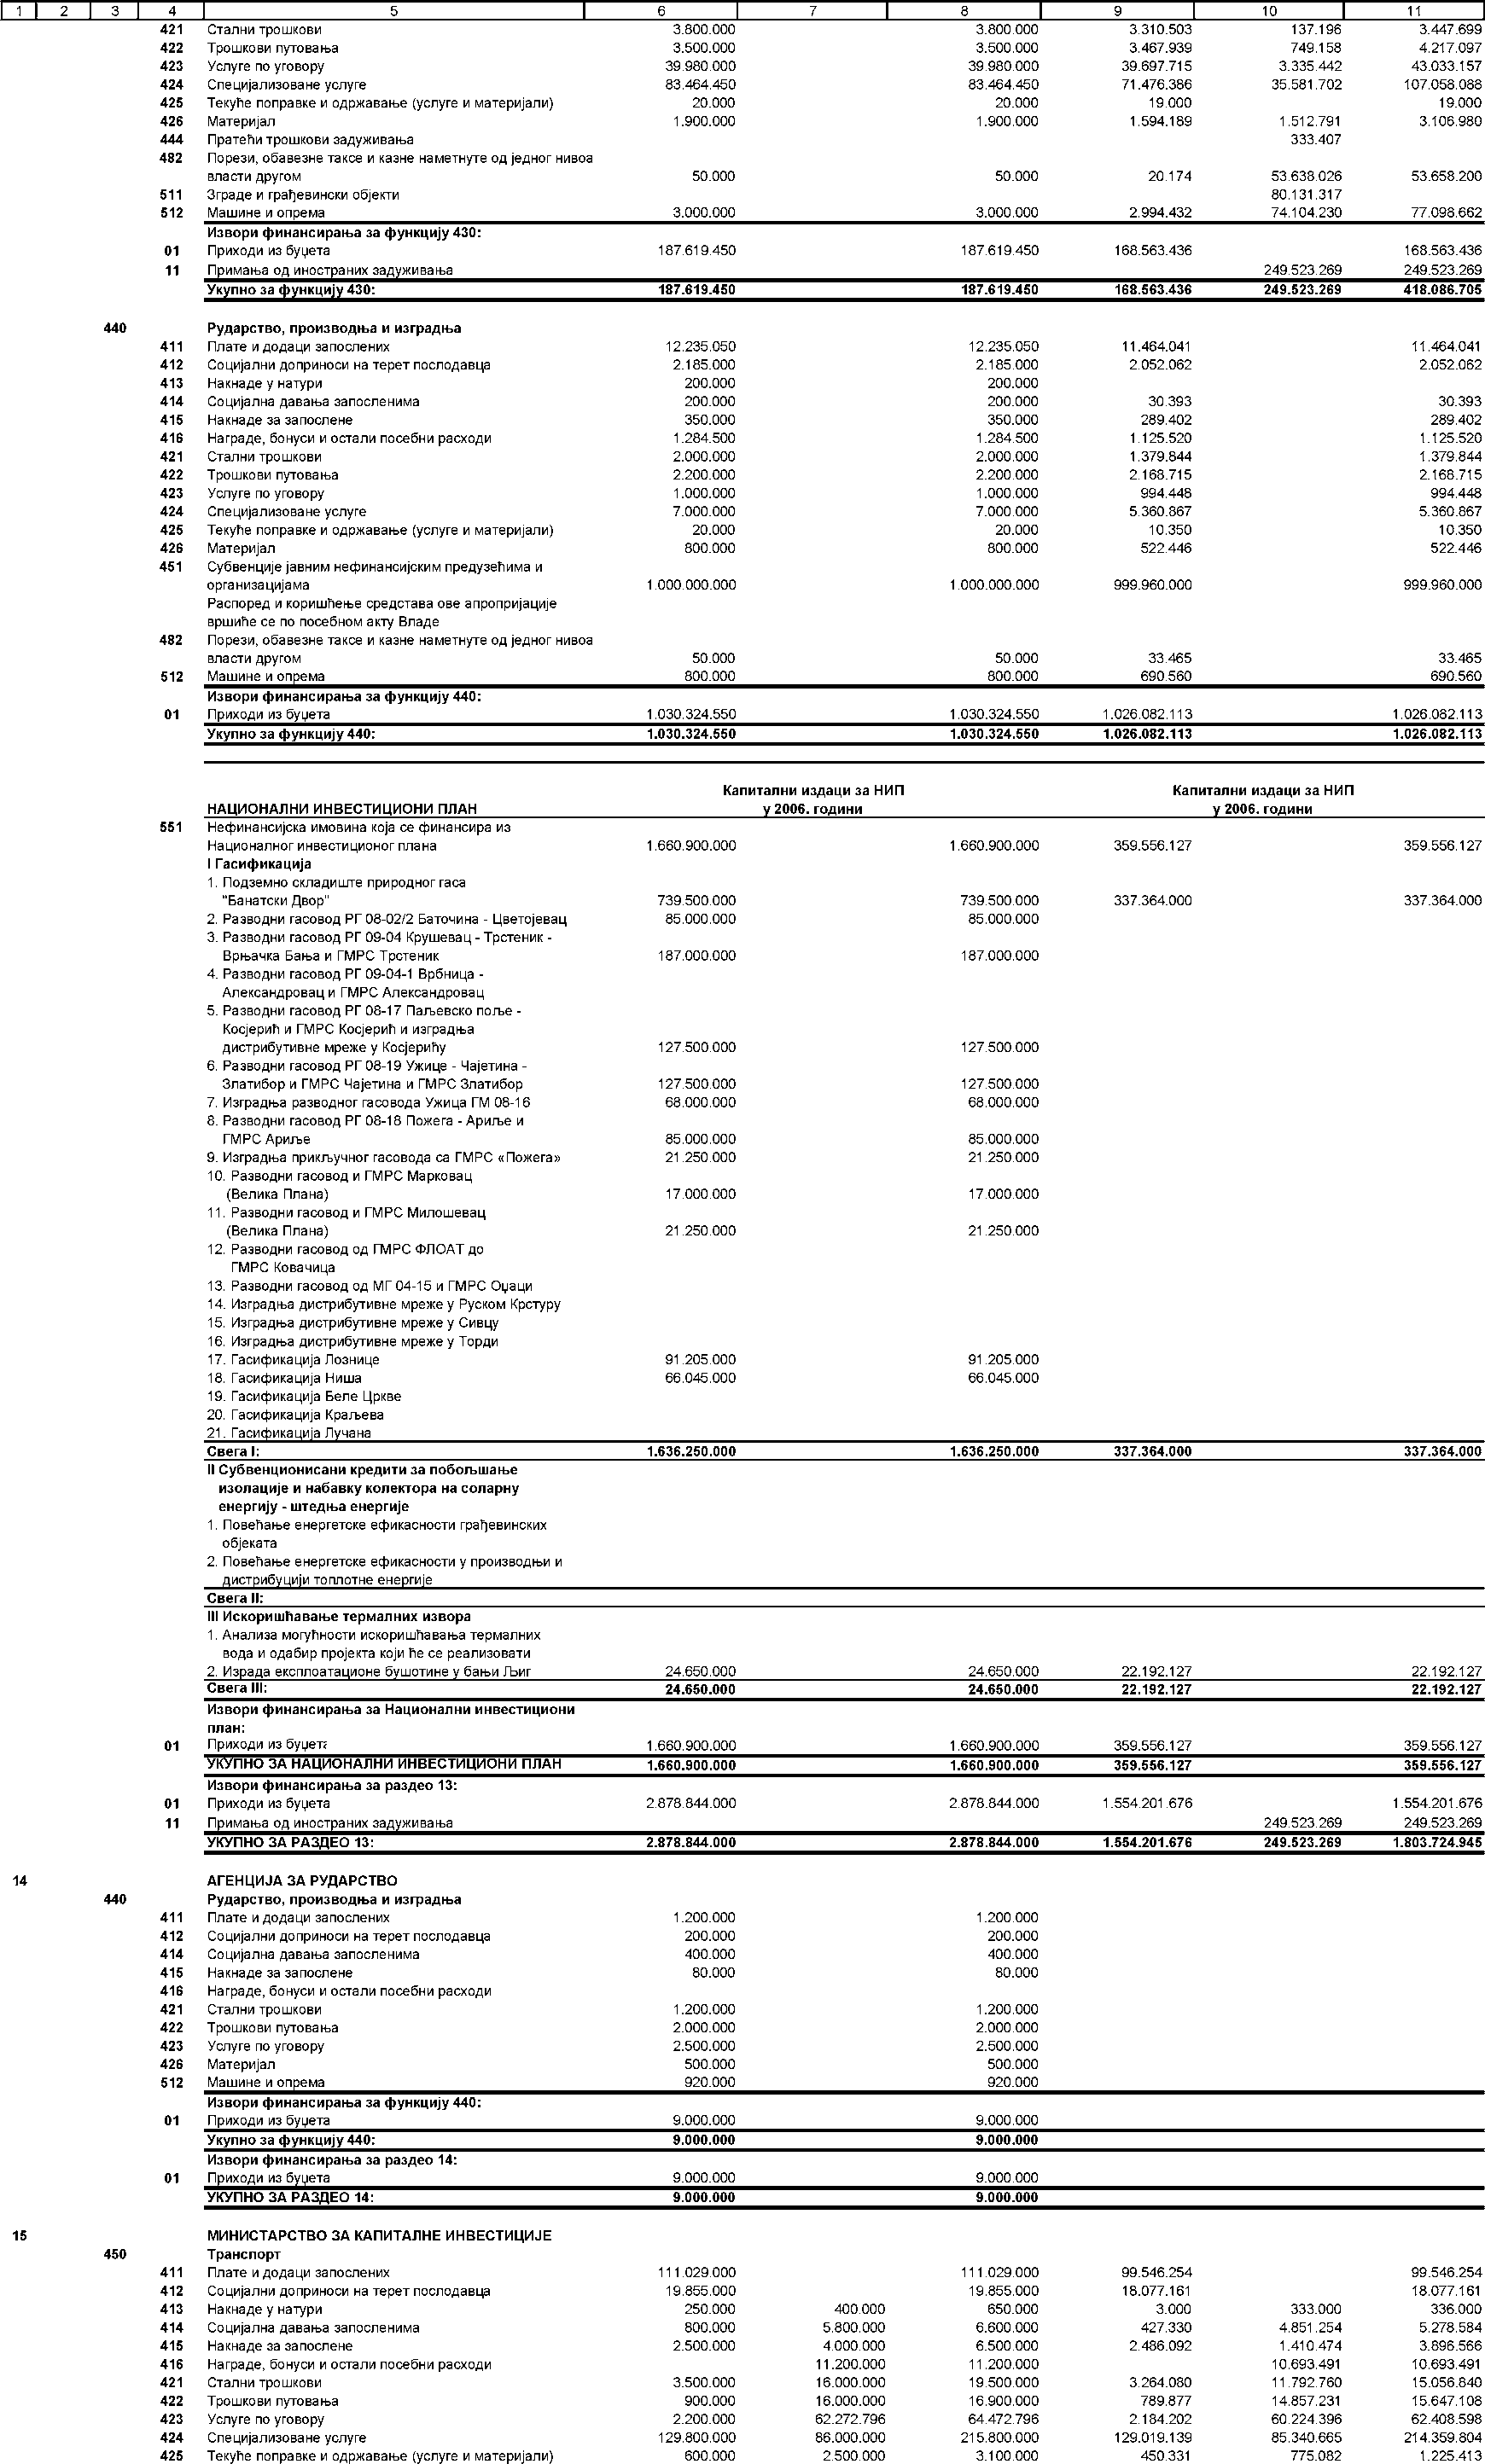 1 2 3 4 5 6 7 8 9 10 11
421 Стални трошкови 3.800.000 3.800.000 3.310.503 137.196 3.447.699
422 Трошкови путовања 3.500.000 3.500.000 3.467.939 749.158 4.217.097
423 Услуге по уговору 39.980.000 39.980.000 39.697.715 3.335.442 43.033.157
424 Специјализоване услуге 83.464.450 83.464.450 71.476.386 35.581.702 107.058.088
425 Текуће поправке и одржавање (услуге и материјали) 20.000 20.000 19.000 19.000
426 Материјал 1.900.000 1.900.000 1.594.189 1.512.791 3.106.980
444 Пратећи трошкови задуживања 333.407
482 Порези, обавезне таксе и казне наметнуте од једног нивоа
власти другом 50.000 50.000 20.174 53.638.026 53.658.200
511 Зграде и грађевински објекти 80.131.317
512 Машине и опрема 3.000.000 3.000.000 2.994.432 74.104.230 77.098.662
Извори финансирања за функцију 430:
01 Приходи из буџета 187.619.450 187.619.450 168.563.436 168.563.436
11 Примања од иностраних задуживања 249.523.269 249.523.269
Укупно за функцију 430: 187.619.450 187.619.450 168.563.436 249.523.269 418.086.705
440 Рударство, производња и изградња
411 Плате и додаци запослених 12.235.050 12.235.050 11.464.041 11.464.041
412 Социјални доприноси на терет послодавца 2.185.000 2.185.000 2.052.062 2.052.062
413 Накнаде у натури 200.000 200.000
414 Социјална давања запосленима 200.000 200.000 30.393 30.393
415 Накнаде за запослене 350.000 350.000 289.402 289.402
416 Награде, бонуси и остали посебни расходи 1.284.500 1.284.500 1.125.520 1.125.520
421 Стални трошкови 2.000.000 2.000.000 1.379.844 1.379.844
422 Трошкови путовања 2.200.000 2.200.000 2.168.715 2.168.715
423 Услуге по уговору 1.000.000 1.000.000 994.448 994.448
424 Специјализоване услуге 7.000.000 7.000.000 5.360.867 5.360.867
425 Текуће поправке и одржавање (услуге и материјали) 20.000 20.000 10.350 10.350
426 Материјал 800.000 800.000 522.446 522.446
451 Субвенције јавним нефинансијским предузећима и
организацијама 1.000.000.000 1.000.000.000 999.960.000 999.960.000
Распоред и коришћење средстава ове апропријације
вршиће се по посебном акту Владе
482 Порези, обавезне таксе и казне наметнуте од једног нивоа
власти другом 50.000 50.000 33.465 33.465
512 Машине и опрема 800.000 800.000 690.560 690.560
Извори финансирања за функцију 440:
01 Приходи из буџета 1.030.324.550 1.030.324.550 1.026.082.113 1.026.082.113
Укупно за функцију 440: 1.030.324.550 1.030.324.550 1.026.082.113 1.026.082.113
Капитални издаци за НИП Капитални издаци за НИП
НАЦИОНАЛНИ ИНВЕСТИЦИОНИ ПЛАН у 2006. години у 2006. години
551 Нефинансијска имовина која се финансира из
Националног инвестиционог плана 1.660.900.000 1.660.900.000 359.556.127 359.556.127
I Гасификација
1. Подземно складиште природног гаса
"Банатски Двор" 739.500.000 739.500.000 337.364.000 337.364.000
2. Разводни гасовод РГ 08-02/2 Баточина - Цветојевац 85.000.000 85.000.000
3. Разводни гасовод РГ 09-04 Крушевац - Трстеник -
Врњачка Бања и ГМРС Трстеник 187.000.000 187.000.000
4. Разводни гасовод РГ 09-04-1 Врбница -
Александровац и ГМРС Александровац
5. Разводни гасовод РГ 08-17 Паљевско поље -
Косјерић и ГМРС Косјерић и изградња
дистрибутивне мреже у Косјерићу 127.500.000 127.500.000
6. Разводни гасовод РГ 08-19 Ужице - Чајетина -
Златибор и ГМРС Чајетина и ГМРС Златибор 127.500.000 127.500.000
7. Изградња разводног гасовода Ужица ГМ 08-16 68.000.000 68.000.000
8. Разводни гасовод РГ 08-18 Пожега - Ариље и
ГМРС Ариље 85.000.000 85.000.000
9. Изградња прикључног гасовода са ГМРС «Пожега» 21.250.000 21.250.000
10. Разводни гасовод и ГМРС Марковац
(Велика Плана) 17.000.000 17.000.000
11. Разводни гасовод и ГМРС Милошевац
(Велика Плана) 21.250.000 21.250.000
12. Разводни гасовод од ГМРС ФЛОАТ до
ГМРС Ковачица
13. Разводни гасовод од МГ 04-15 и ГМРС Оџаци
14. Изградња дистрибутивне мреже у Руском Крстуру
15. Изградња дистрибутивне мреже у Сивцу
16. Изградња дистрибутивне мреже у Торди
17. Гасификација Лознице 91.205.000 91.205.000
18. Гасификација Ниша 66.045.000 66.045.000
19. Гасификација Беле Цркве
20. Гасификација Краљева
21. Гасификација Лучана
Свега I: 1.636.250.000 1.636.250.000 337.364.000 337.364.000
II Субвенционисани кредити за побољшање
изолације и набавку колектора на соларну
енергију - штедња енергије
1. Повећање енергетске ефикасности грађевинских
објеката
2. Повећање енергетске ефикасности у производњи и
дистрибуцији топлотне енергије
Свега II:
III Искоришћавање термалних извора
1. Анализа могућности искоришћавања термалних
вода и одабир пројекта који ће се реализовати
2. Израда експлоатационе бушотине у бањи Љиг 24.650.000 24.650.000 22.192.127 22.192.127
Свега III: 24.650.000 24.650.000 22.192.127 22.192.127
Извори финансирања за Национални инвестициони
план:
01 Приходи из буџета 1.660.900.000 1.660.900.000 359.556.127 359.556.127
УКУПНО ЗА НАЦИОНАЛНИ ИНВЕСТИЦИОНИ ПЛАН 1.660.900.000 1.660.900.000 359.556.127 359.556.127
Извори финансирања за раздео 13:
01 Приходи из буџета 2.878.844.000 2.878.844.000 1.554.201.676 1.554.201.676
11 Примања од иностраних задуживања 249.523.269 249.523.269
УКУПНО ЗА РАЗДЕО 13: 2.878.844.000 2.878.844.000 1.554.201.676 249.523.269 1.803.724.945
14 АГЕНЦИЈА ЗА РУДАРСТВО
440 Рударство, производња и изградња
411 Плате и додаци запослених 1.200.000 1.200.000
412 Социјални доприноси на терет послодавца 200.000 200.000
414 Социјална давања запосленима 400.000 400.000
415 Накнаде за запослене 80.000 80.000
416 Награде, бонуси и остали посебни расходи
421 Стални трошкови 1.200.000 1.200.000
422 Трошкови путовања 2.000.000 2.000.000
423 Услуге по уговору 2.500.000 2.500.000
426 Материјал 500.000 500.000
512 Машине и опрема 920.000 920.000
Извори финансирања за функцију 440:
01 Приходи из буџета 9.000.000 9.000.000
Укупно за функцију 440: 9.000.000 9.000.000
Извори финансирања за раздео 14:
01 Приходи из буџета 9.000.000 9.000.000
УКУПНО ЗА РАЗДЕО 14: 9.000.000 9.000.000
15 МИНИСТАРСТВО ЗА КАПИТАЛНЕ ИНВЕСТИЦИЈЕ
450 Транспорт
411 Плате и додаци запослених 111.029.000 111.029.000 99.546.254 99.546.254
412 Социјални доприноси на терет послодавца 19.855.000 19.855.000 18.077.161 18.077.161
413 Накнаде у натури 250.000 400.000 650.000 3.000 333.000 336.000
414 Социјална давања запосленима 800.000 5.800.000 6.600.000 427.330 4.851.254 5.278.584
415 Накнаде за запослене 2.500.000 4.000.000 6.500.000 2.486.092 1.410.474 3.896.566
416 Награде, бонуси и остали посебни расходи 11.200.000 11.200.000 10.693.491 10.693.491
421 Стални трошкови 3.500.000 16.000.000 19.500.000 3.264.080 11.792.760 15.056.840
422 Трошкови путовања 900.000 16.000.000 16.900.000 789.877 14.857.231 15.647.108
423 Услуге по уговору 2.200.000 62.272.796 64.472.796 2.184.202 60.224.396 62.408.598
424 Специјализоване услуге 129.800.000 86.000.000 215.800.000 129.019.139 85.340.665 214.359.804
425 Текуће поправке и одржавање (услуге и материјали) 600.000 2.500.000 3.100.000 450.331 775.082 1.225.413